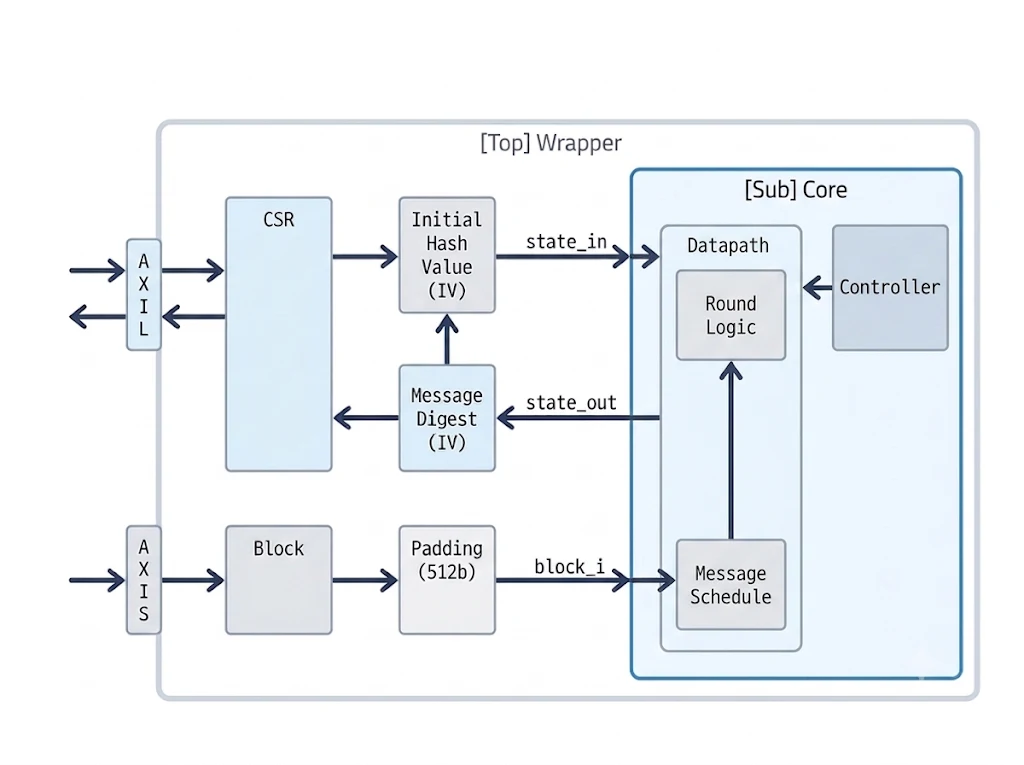 [Top] Wrapper
[Sub] Core
CSR
Initial
Hash
Value
(IV)
state_in
Datapath
Round
Logic
Controller
A
X
I
L
Message
Digest
(IV)
state_out
A
X
I
S
Block
Padding
(512b)
block_i
Message
Schedule